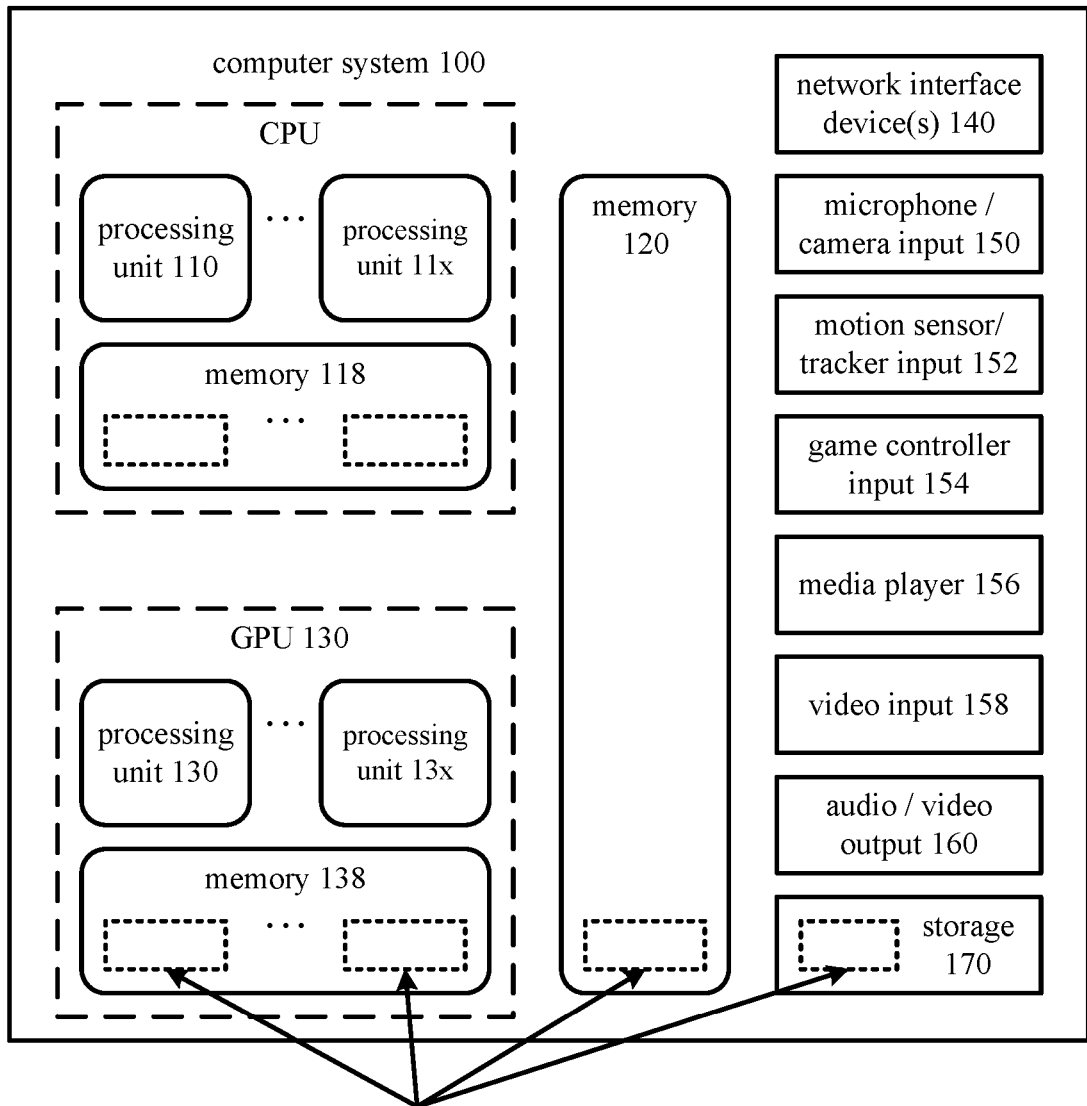 computer system 100
CPU
processing
unit 110
...
processing
unit 11x
memory 118
...
GPU 130
processing
unit 130
...
processing
unit 13x
memory 138
...
memory
120
network interface
device(s) 140
microphone /
camera input 150
motion sensor/
tracker input 152
game controller
input 154
media player 156
video input 158
audio / video
output 160
storage
170